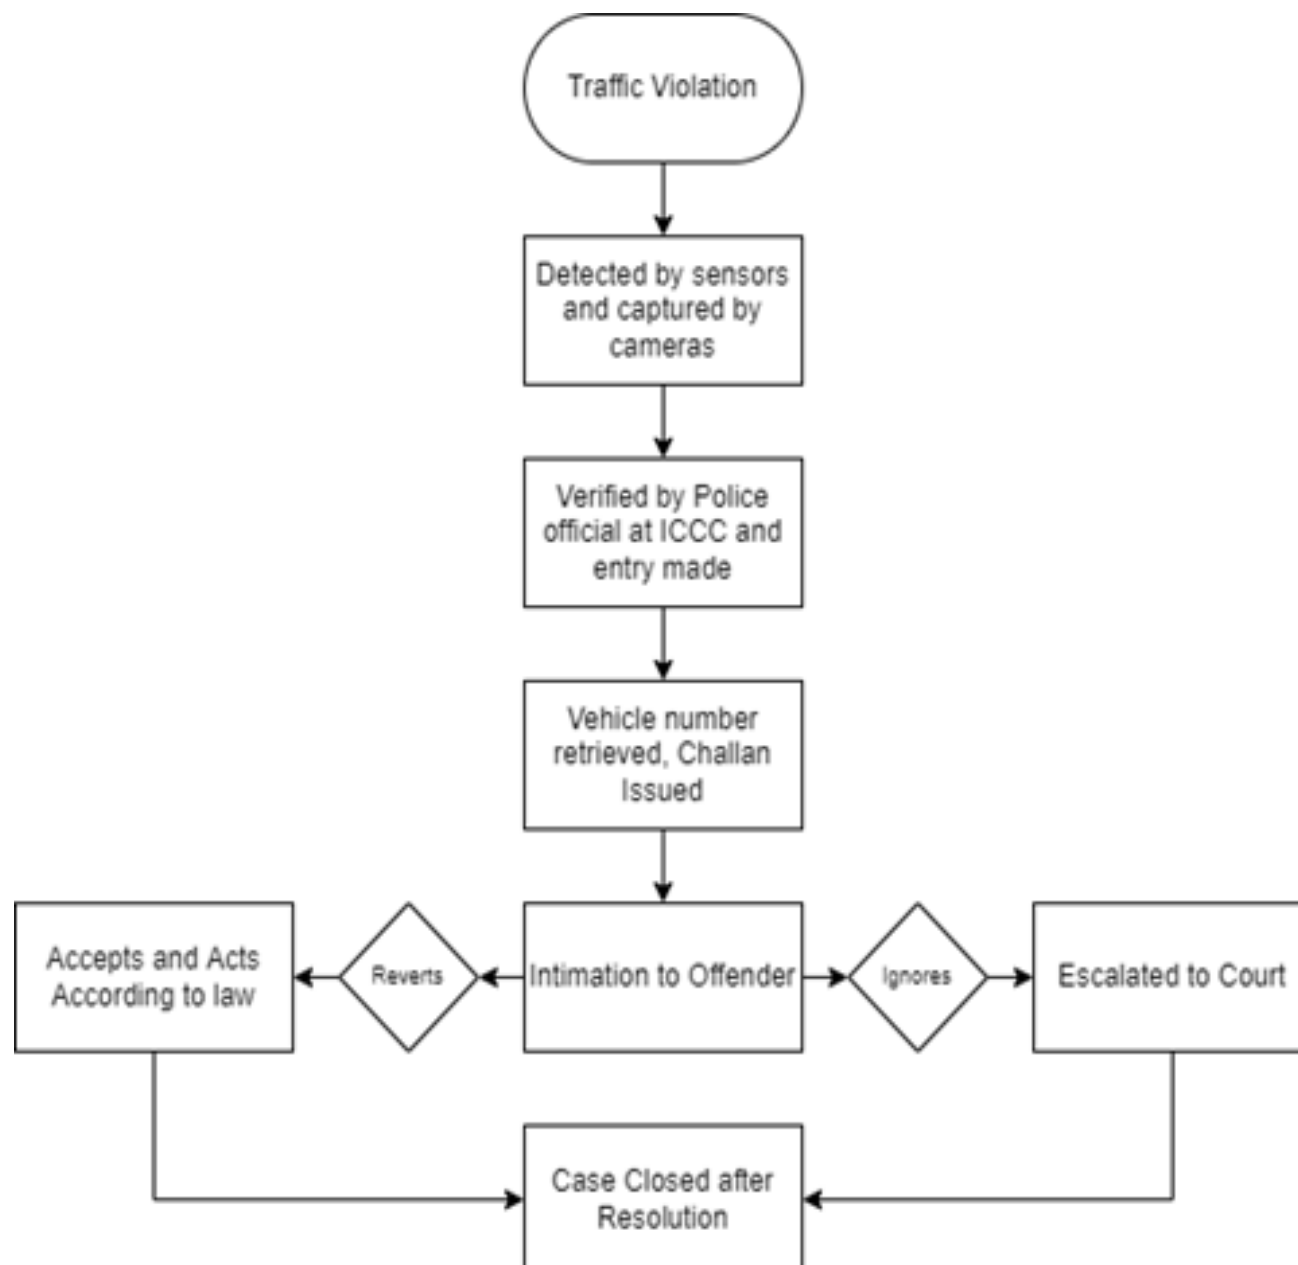 Traffic Violation
Detected by sensors
and captured by
cameras
Verified by Police
official at ICCC and
entry made
Vehicle number
retrieved, Challan
Issued
Accepts and Acts
According to law
Reverts
Intimation to Offender
Ignores
Escalated to Court
Case Closed after
Resolution